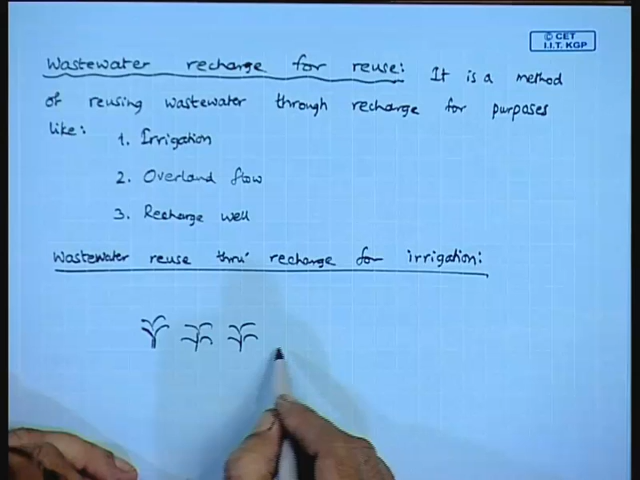 © CET
I.I.T. KGP
Wastewater recharge for reuse: It is a method
of reusing wastewater through recharge for purposes
like:
1. Irrigation
2. Overland flow
3. Recharge well
Wastewater reuse thru' recharge for irrigation: